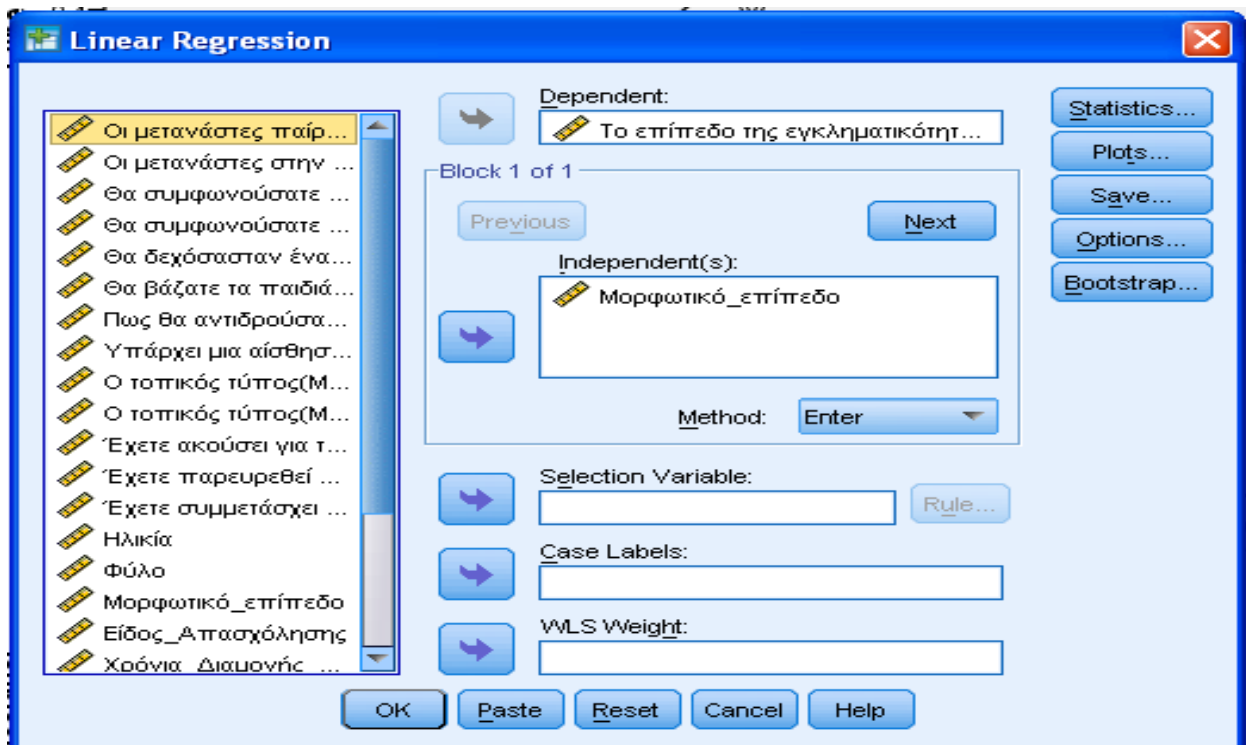 Linear Regression
Οι μετανάστες παίρ...
Οι μετανάστες στην ...
Θα συμφωνούσατε ...
Θα συμφωνούσατε ...
Θα δεχόσασταν ένα...
Θα βάζατε τα παιδιά...
Πως θα αντιδρούσα...
Υπάρχει μια αίσθησ...
Ο τοπικός τύπος(Μ...
Ο τοπικός τύπος(Μ...
Έχετε ακούσει για τ...
Έχετε παρευρεθεί ...
Έχετε συμμετάσχει ...
Ηλικία
Φύλο
Μορφωτικό_επίπεδο
Είδος_Απασχόλησης
Χρόνια_Διαμονής_ ...
Dependent:
Το επίπεδο της εγκληματικότητ...
Block 1 of 1
Previous
Next
Independent(s):
Μορφωτικό_επίπεδο
Method: Enter
Selection Variable:
Rule...
Case Labels:
WLS Weight:
Statistics...
Plots...
Save...
Options...
Bootstrap...
OK Paste Reset Cancel Help